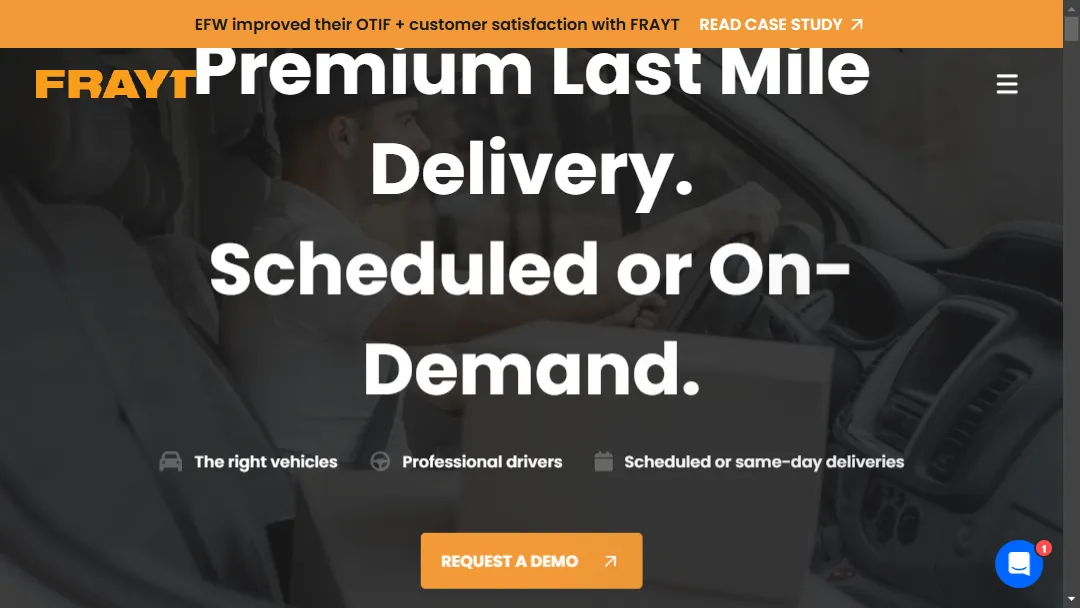 EFW improved their OTIF + customer satisfaction with FRAYT READ CASE STUDY
FRAYT
Premium Last Mile
Delivery.
Scheduled or On-
Demand.
The right vehicles Professional drivers Scheduled or same-day deliveries
REQUEST A DEMO
1